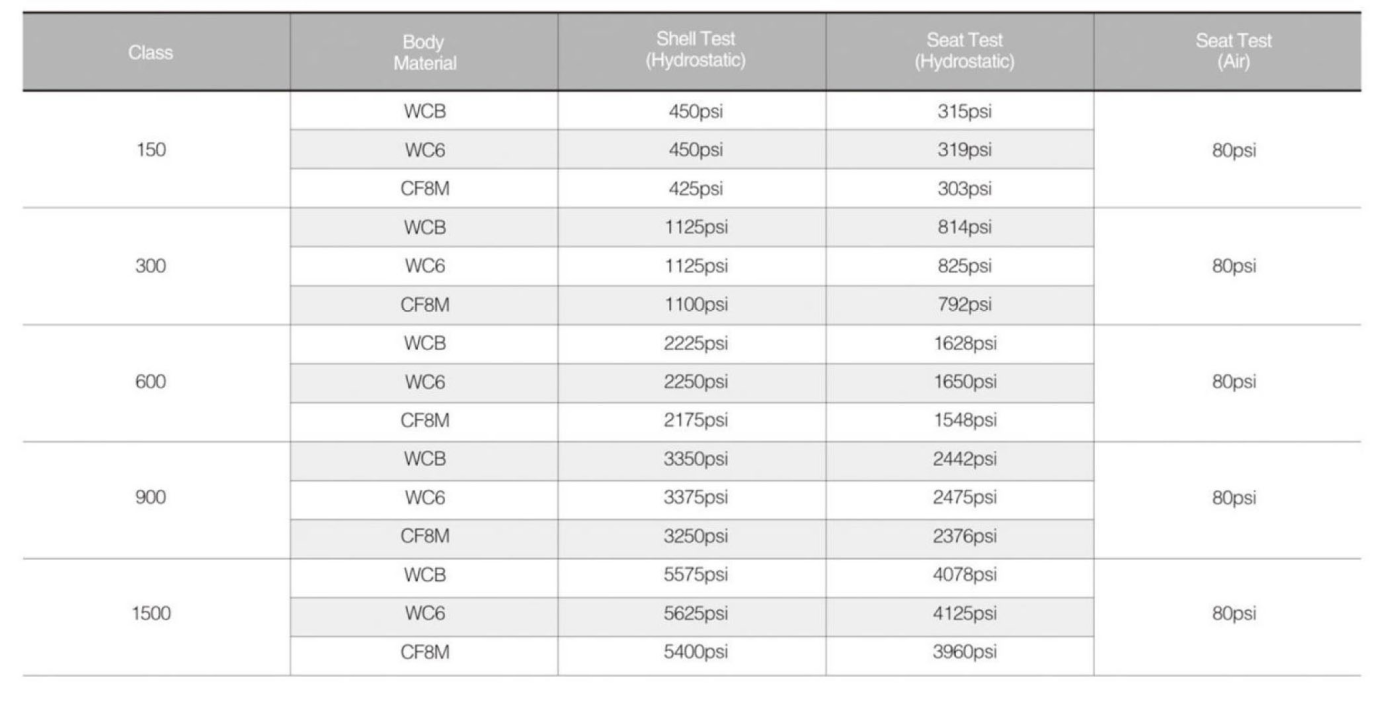 Class Body Material Shell Test (Hydrostatic) Seat Test (Hydrostatic) Seat Test (Air)
150 WCB 450psi 315psi 80psi
WC6 450psi 319psi
CF8M 425psi 303psi
300 WCB 1125psi 814psi 80psi
WC6 1125psi 825psi
CF8M 1100psi 792psi
600 WCB 2225psi 1628psi 80psi
WC6 2250psi 1650psi
CF8M 2175psi 1548psi
900 WCB 3350psi 2442psi 80psi
WC6 3375psi 2475psi
CF8M 3250psi 2376psi
1500 WCB 5575psi 4078psi 80psi
WC6 5625psi 4125psi
CF8M 5400psi 3960psi